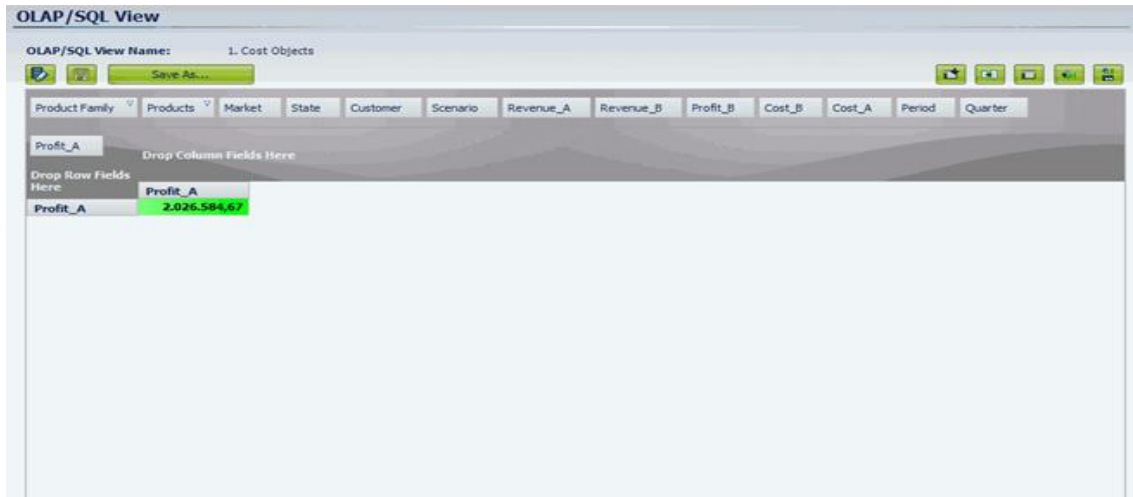 OLAP/SQL View
OLAP/SQL View Name: 1. Cost Objects
Save As...
Product Family Products Market State Customer Scenario Revenue_A Revenue_B Profit_B Cost_B Cost_A Period Quarter
Profit_A
Drop Column Fields Here
Drop Row Fields
Here
Profit_A
Profit_A 2.026.584,67